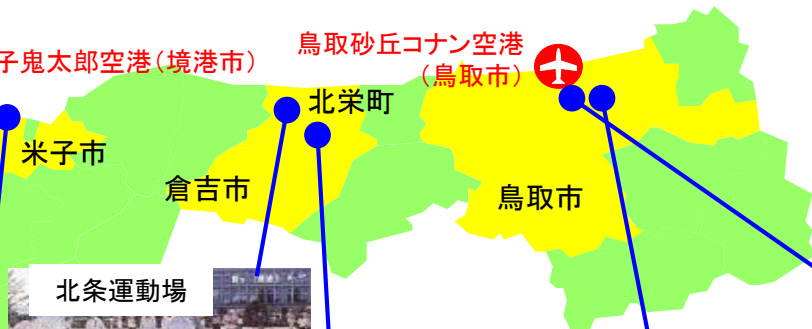 子鬼太郎空港（境港市）
鳥取砂丘コナン空港
（鳥取市）
北栄町
米子市
倉吉市
鳥取市
北条運動場